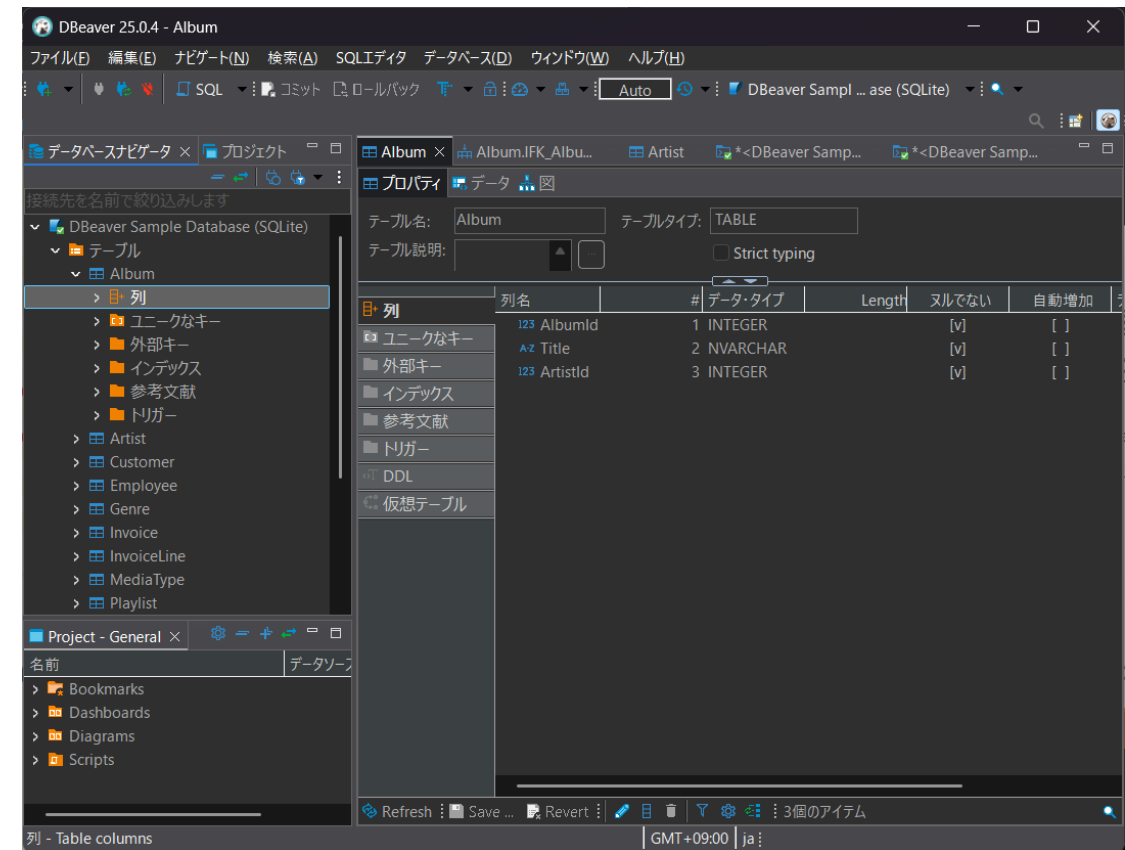 DBeaver 25.0.4 - Album
ファイル(F) 編集(E) ナビゲート(N) 検索(A) SQLエディタ データベース(D) ウィンドウ(W) ヘルプ(H)
SQL コミット ロールバック Auto DBeaver Sampl ... ase (SQLite)
データベースナビゲータ プロジェクト
接続先を名前で絞り込みします
DBeaver Sample Database (SQLite)
テーブル
Album
列
ユニークなキー
外部キー
インデックス
参考文献
トリガー
Artist
Customer
Employee
Genre
Invoice
InvoiceLine
MediaType
Playlist
Project - General
名前 データソース
Bookmarks
Dashboards
Diagrams
Scripts
Album Album.IFK_Albu... Artist *<DBeaver Samp... *<DBeaver Samp...
プロパティ データ 図
テーブル名: Album テーブルタイプ: TABLE
テーブル説明: Strict typing
列
ユニークなキー
外部キー
インデックス
参考文献
トリガー
DDL
仮想テーブル
列名 # データ・タイプ Length ヌルでない 自動増加
123 AlbumId 1 INTEGER [v] [ ]
A-Z Title 2 NVARCHAR [v] [ ]
123 ArtistId 3 INTEGER [v] [ ]
Refresh Save ... Revert 3個のアイテム
列 - Table columns GMT+09:00 ja